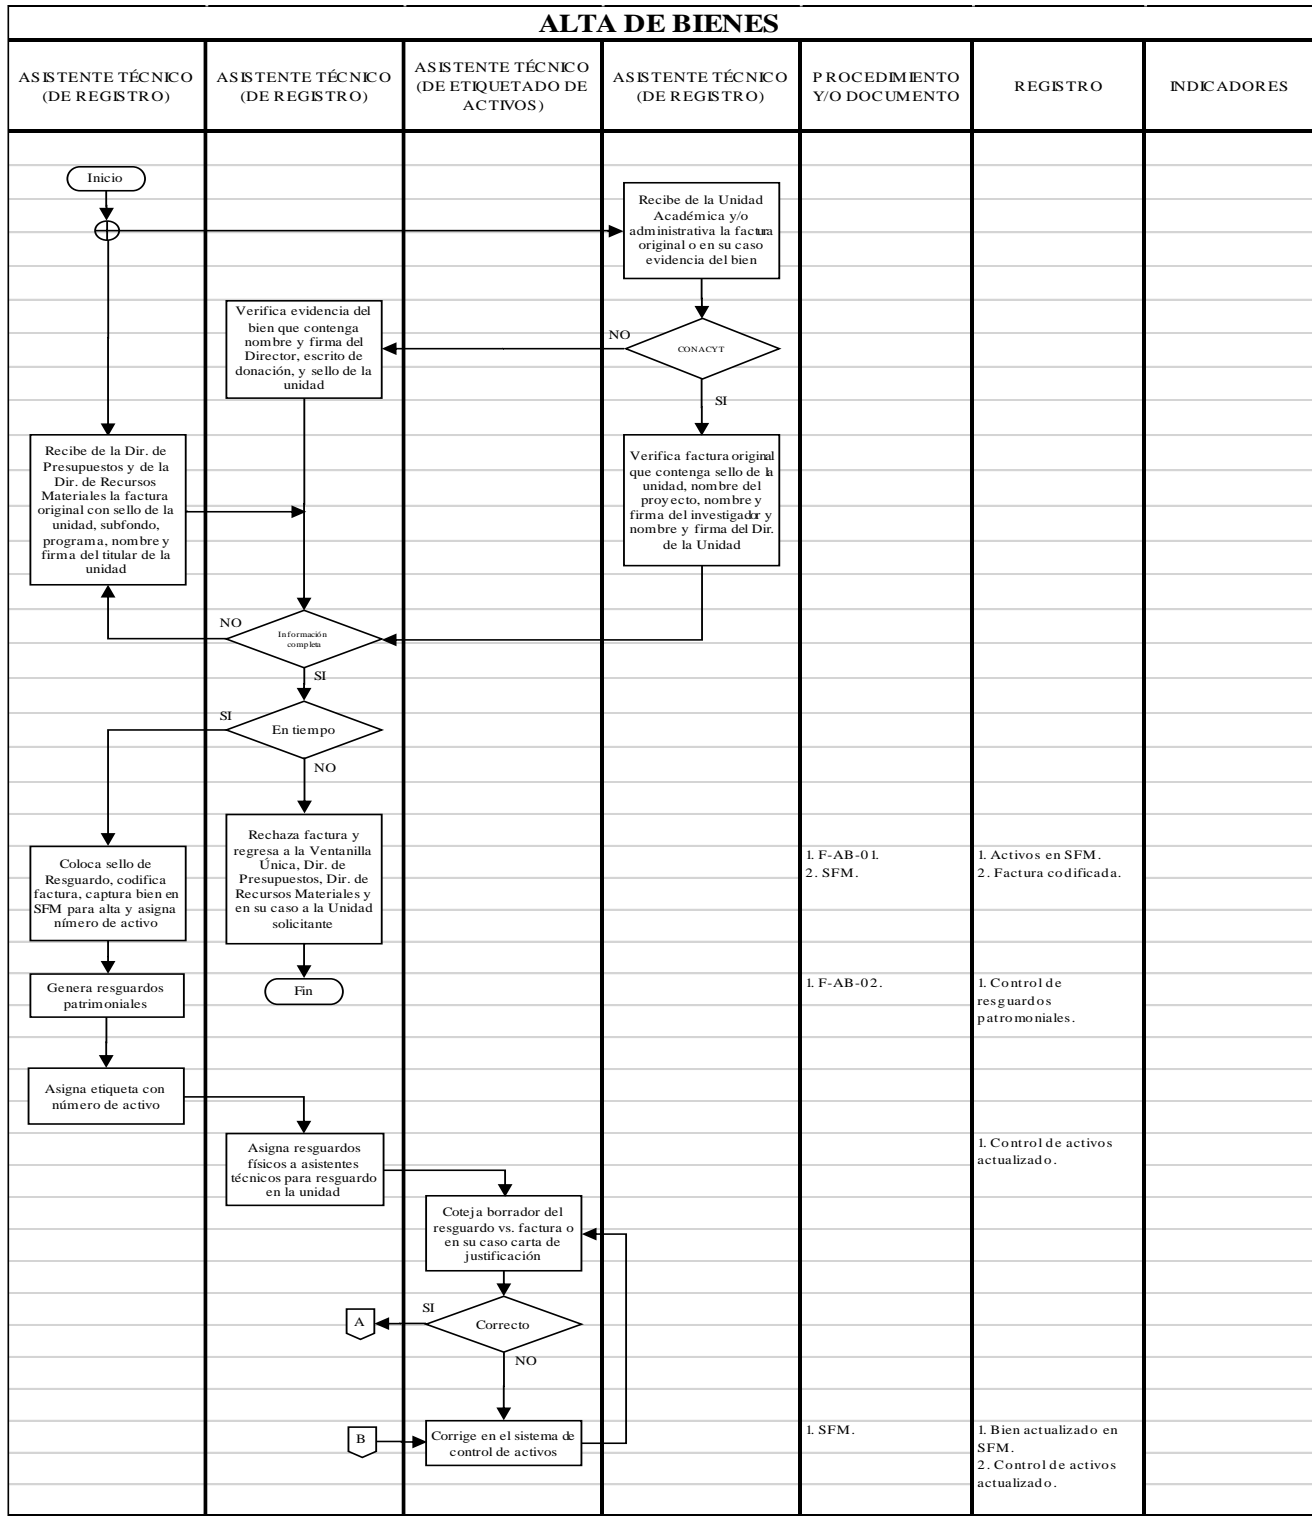 ALTA DE BIENES
ASISTENTE TÉCNICO
(DE REGISTRO)
ASISTENTE TÉCNICO
(DE REGISTRO)
ASISTENTE TÉCNICO
(DE ETIQUETADO DE
ACTIVOS)
ASISTENTE TÉCNICO
(DE REGISTRO)
PROCEDIMIENTO
Y/O DOCUMENTO
REGISTRO
INDICADORES
Inicio
Recibe de la Unidad
Académica y/o
administrativa la factura
original o en su caso
evidencia del bien
Verifica evidencia del
bien que contenga
nombre y firma del
Director, escrito de
donación, y sello de la
unidad
NO
CONACYT
SI
Recibe de la Dir. de
Presupuestos y de la
Dir. de Recursos
Materiales la factura
original con sello de la
unidad, subfondo,
programa, nombre y
firma del titular de la
unidad
Verifica factura original
que contenga sello de la
unidad, nombre del
proyecto, nombre y
firma del investigador y
nombre y firma del Dir.
de la Unidad
NO
Información
completa
SI
SI
En tiempo
NO
Coloca sello de
Resguardo, codifica
factura, captura bien en
SFM para alta y asigna
nímero de activo
Rechaza factura y
regresa a la Ventanilla
Única, Dir. de
Presupuestos, Dir. de
Recursos Materiales y
en su caso a la Unidad
solicitante
1. F-AB-01.
2. SFM.
1. Activos en SFM.
2. Factura codificada.
Genera resguardos
patrimoniales
Fin
1. F-AB-02.
1. Control de
resguardos
patromoniales.
Asigna etiqueta con
número de activo
Asigna resguardos
físicos a asistentes
técnicos para resguardo
en la unidad
1. Control de activos
actualizado.
Coteja borrador del
resguardo vs. factura o
en su caso carta de
justificación
A
SI
Correcto
NO
B
Corrige en el sistema de
control de activos
1. SFM.
1. Bien actualizado en
SFM.
2. Control de activos
actualizado.